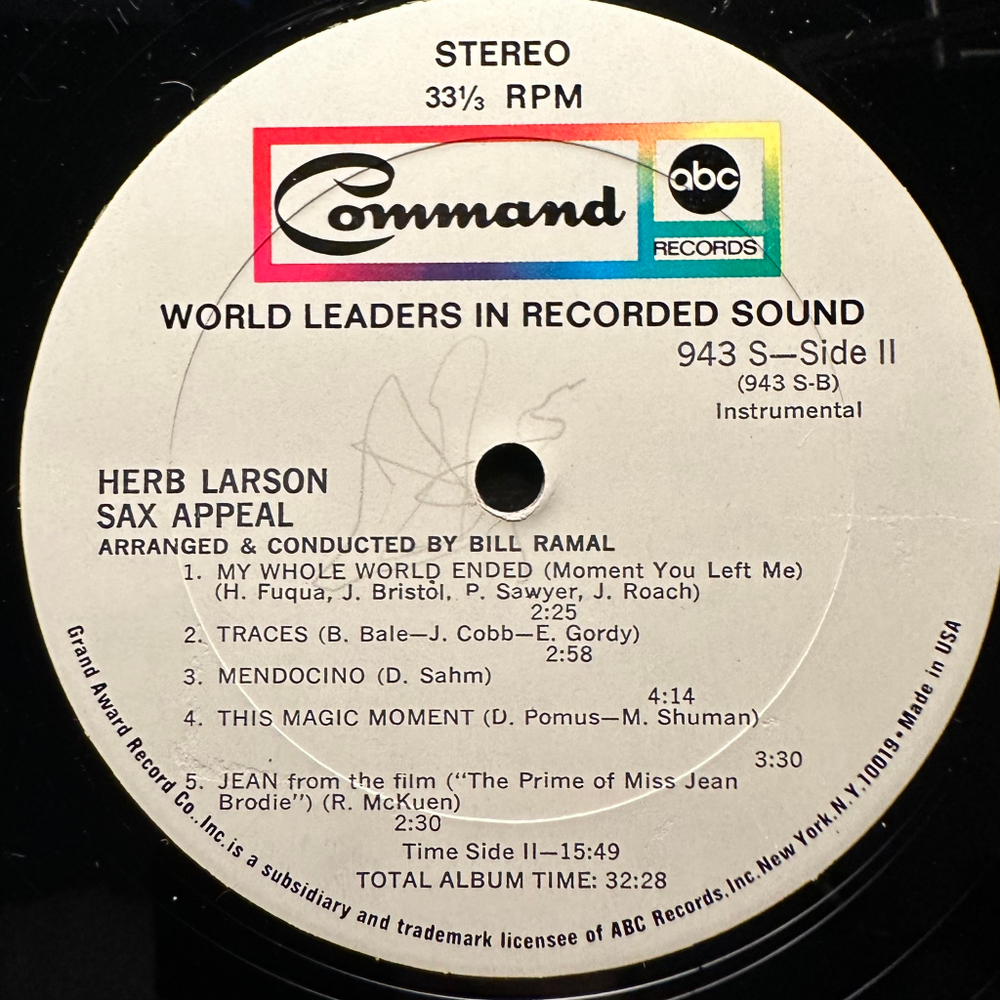 STEREO
33⅓ RPM
Command
abc
RECORDS
WORLD LEADERS IN RECORDED SOUND
943 S—Side II
(943 S-B)
Instrumental
HERB LARSON
SAX APPEAL
ARRANGED & CONDUCTED BY BILL RAMAL
1. MY WHOLE WORLD ENDED (Moment You Left Me)
(H. Fuqua, J. Bristol, P. Sawyer, J. Roach)
2:25
2. TRACES (B. Bale—J. Cobb—E. Gordy)
2:58
3. MENDOCINO (D. Sahm)
4:14
4. THIS MAGIC MOMENT (D. Pomus—M. Shuman)
3:30
5. JEAN from the film ("The Prime of Miss Jean
Brodie") (R. McKuen)
2:30
Time Side II—15:49
TOTAL ALBUM TIME: 32:28
Grand Award Record Co., Inc. is a subsidiary and trademark licensee of ABC Records, Inc. New York, N.Y. 10019 • Made in USA